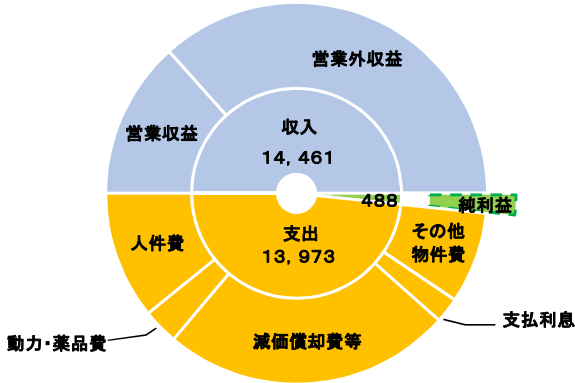 営業外収益
営業収益
収入
14,461
488
純利益
支出
13,973
人件費
その他
物件費
動力・薬品費
減価償却費等
支払利息